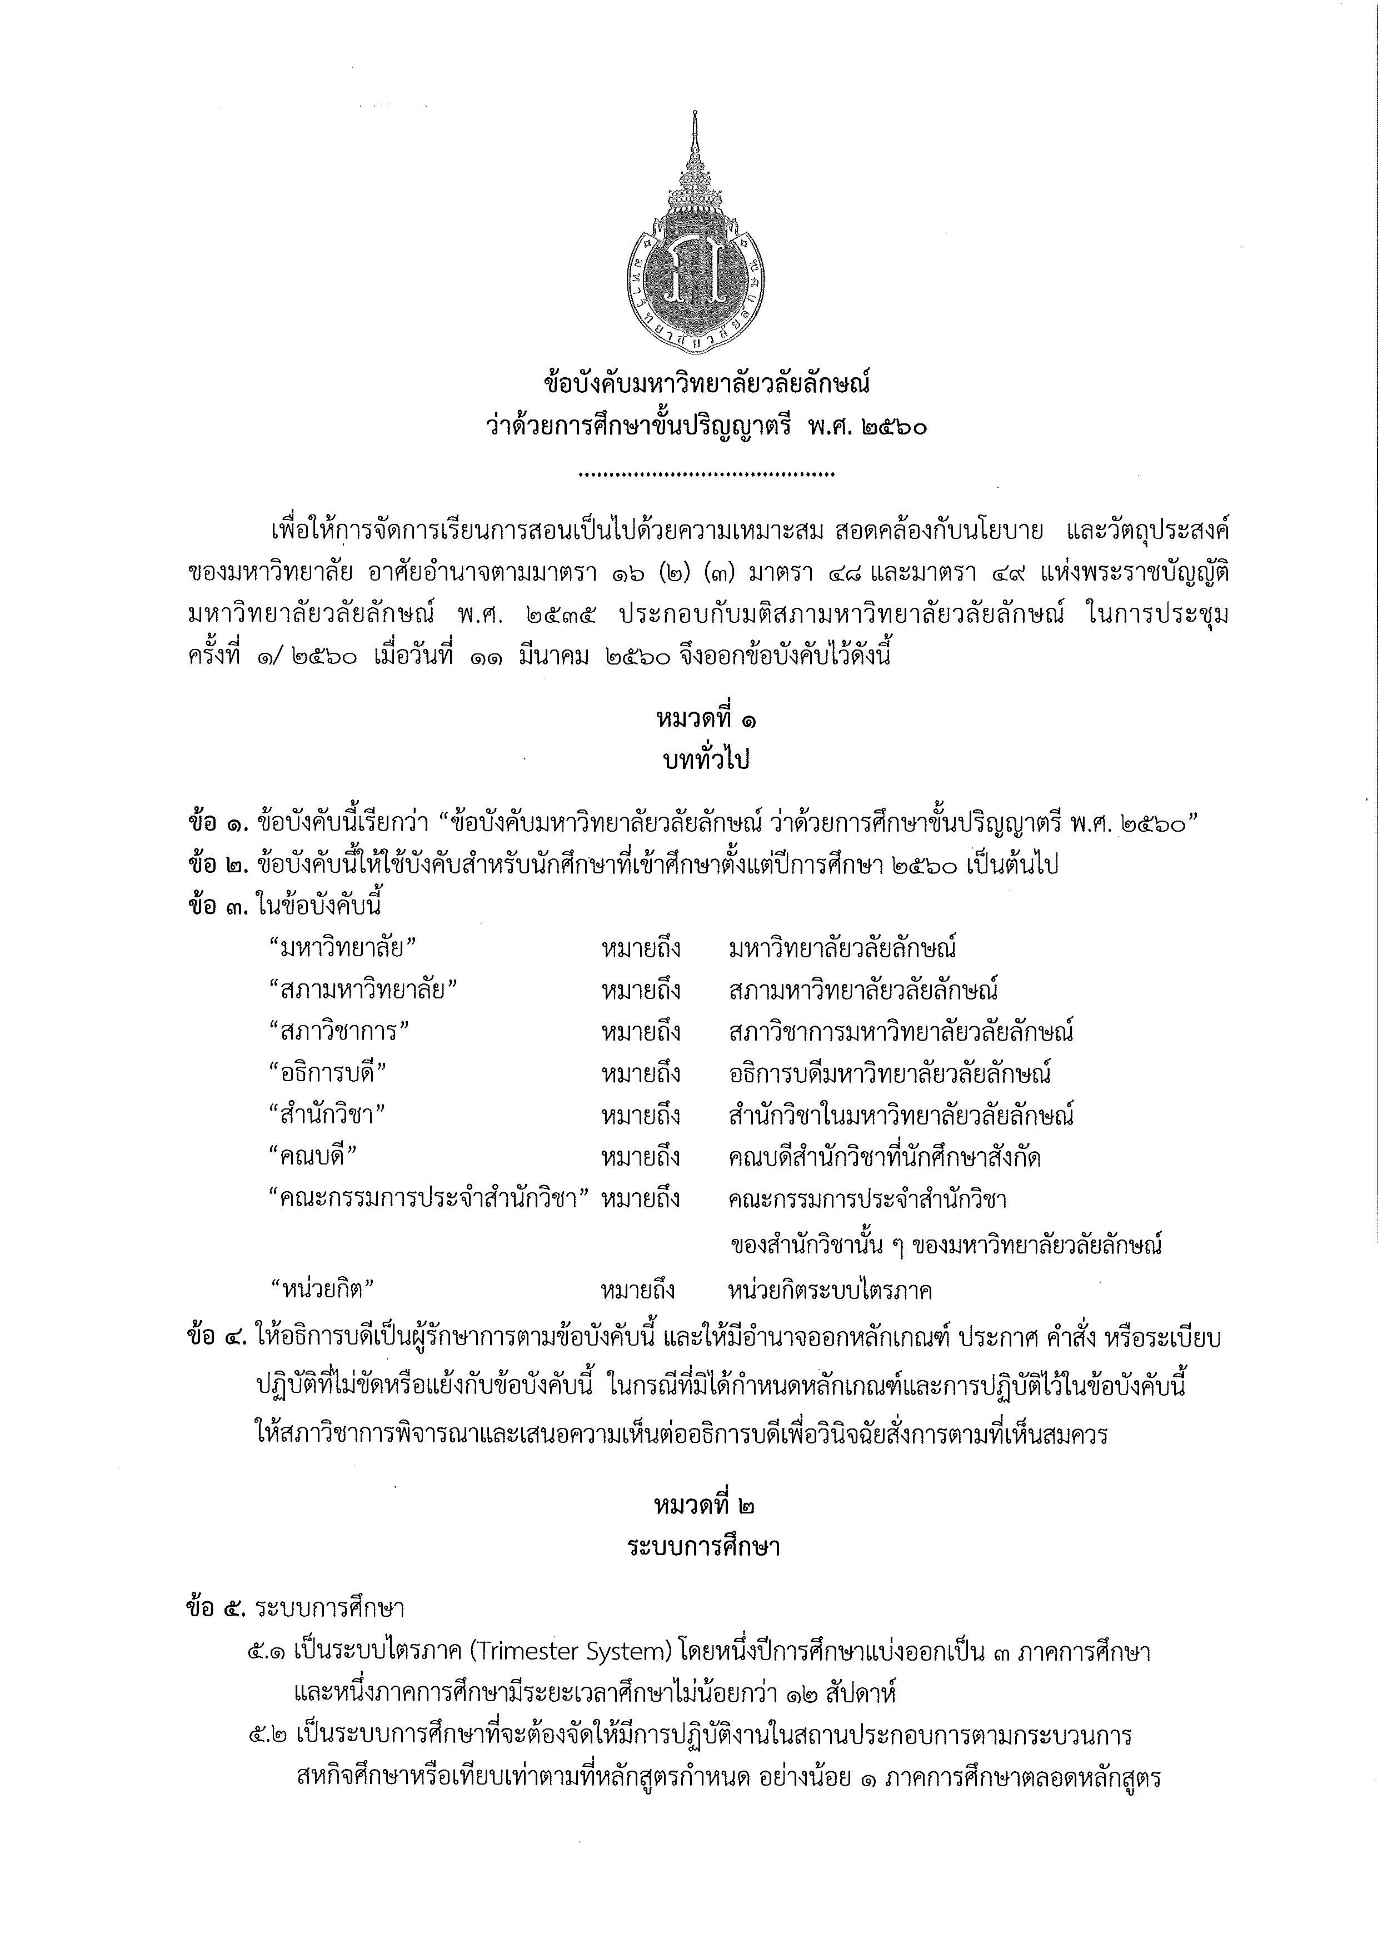 มหาวิทยาลัยวลัยลักษณ์
ข้อบังคับมหาวิทยาลัยวลัยลักษณ์
ว่าด้วยการศึกษาขั้นปริญญาตรี พ.ศ. ๒๕๖๐
เพื่อให้การจัดการเรียนการสอนเป็นไปด้วยความเหมาะสม สอดคล้องกับนโยบาย และวัตถุประสงค์
ของมหาวิทยาลัย อาศัยอำนาจตามมาตรา ๑๖ (๒) (๓) มาตรา ๔๘ และมาตรา ๔๙ แห่งพระราชบัญญัติ
มหาวิทยาลัยวลัยลักษณ์ พ.ศ. ๒๕๓๕ ประกอบกับมติสภามหาวิทยาลัยวลัยลักษณ์ ในการประชุม
ครั้งที่ ๑/ ๒๕๖๐ เมื่อวันที่ ๑๑ มีนาคม ๒๕๖๐ จึงออกข้อบังคับไว้ดังนี้
หมวดที่ ๑
บททั่วไป
ข้อ ๑. ข้อบังคับนี้เรียกว่า “ข้อบังคับมหาวิทยาลัยวลัยลักษณ์ ว่าด้วยการศึกษาขั้นปริญญาตรี พ.ศ. ๒๕๖๐”
ข้อ ๒. ข้อบังคับนี้ให้ใช้บังคับสำหรับนักศึกษาที่เข้าศึกษาตั้งแต่ปีการศึกษา ๒๕๖๐ เป็นต้นไป
ข้อ ๓. ในข้อบังคับนี้
“มหาวิทยาลัย” หมายถึง มหาวิทยาลัยวลัยลักษณ์
“สภามหาวิทยาลัย” หมายถึง สภามหาวิทยาลัยวลัยลักษณ์
“สภาวิชาการ” หมายถึง สภาวิชาการมหาวิทยาลัยวลัยลักษณ์
“อธิการบดี” หมายถึง อธิการบดีมหาวิทยาลัยวลัยลักษณ์
“สำนักวิชา” หมายถึง สำนักวิชาในมหาวิทยาลัยวลัยลักษณ์
“คณบดี” หมายถึง คณบดีสำนักวิชาที่นักศึกษาสังกัด
“คณะกรรมการประจำสำนักวิชา” หมายถึง คณะกรรมการประจำสำนักวิชา
ของสำนักวิชานั้น ๆ ของมหาวิทยาลัยวลัยลักษณ์
“หน่วยกิต” หมายถึง หน่วยกิตระบบไตรภาค
ข้อ ๔. ให้อธิการบดีเป็นผู้รักษาการตามข้อบังคับนี้ และให้มีอำนาจออกหลักเกณฑ์ ประกาศ คำสั่ง หรือระเบียบ
ปฏิบัติที่ไม่ขัดหรือแย้งกับข้อบังคับนี้ ในกรณีที่มิได้กำหนดหลักเกณฑ์และการปฏิบัติไว้ในข้อบังคับนี้
ให้สภาวิชาการพิจารณาและเสนอความเห็นต่ออธิการบดีเพื่อวินิจฉัยสั่งการตามที่เห็นสมควร
หมวดที่ ๒
ระบบการศึกษา
ข้อ ๕. ระบบการศึกษา
๕.๑ เป็นระบบไตรภาค (Trimester System) โดยหนึ่งปีการศึกษาแบ่งออกเป็น ๓ ภาคการศึกษา
และหนึ่งภาคการศึกษามีระยะเวลาศึกษาไม่น้อยกว่า ๑๒ สัปดาห์
๕.๒ เป็นระบบการศึกษาที่จะต้องจัดให้มีการปฏิบัติงานในสถานประกอบการตามกระบวนการ
สหกิจศึกษาหรือเทียบเท่าตามที่หลักสูตรกำหนด อย่างน้อย ๑ ภาคการศึกษาตลอดหลักสูตร